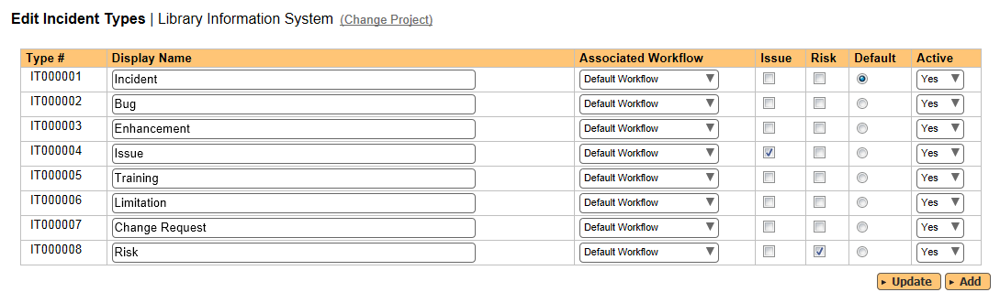 Edit Incident Types | Library Information System (Change Project)
Type # Display Name Associated Workflow Issue Risk Default Active
IT000001 Incident Default Workflow Yes
IT000002 Bug Default Workflow Yes
IT000003 Enhancement Default Workflow Yes
IT000004 Issue Default Workflow Yes
IT000005 Training Default Workflow Yes
IT000006 Limitation Default Workflow Yes
IT000007 Change Request Default Workflow Yes
IT000008 Risk Default Workflow Yes
Update Add